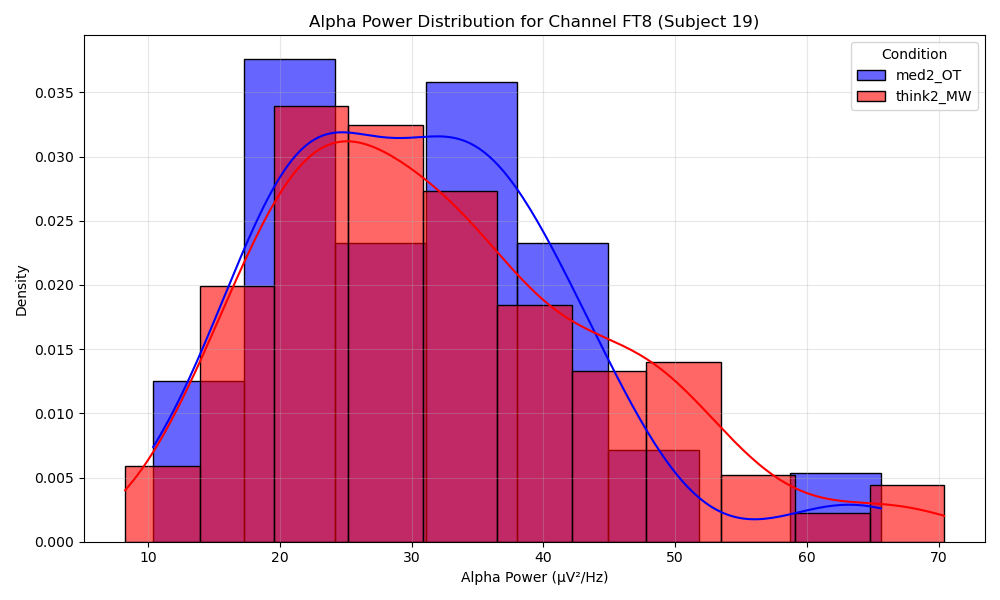 Alpha Power Distribution for Channel FT8 (Subject 19)
Condition
med2_OT
think2_MW
Density
0.035
0.030
0.025
0.020
0.015
0.010
0.005
0.000
10 20 30 40 50 60 70
Alpha Power (µV²/Hz)